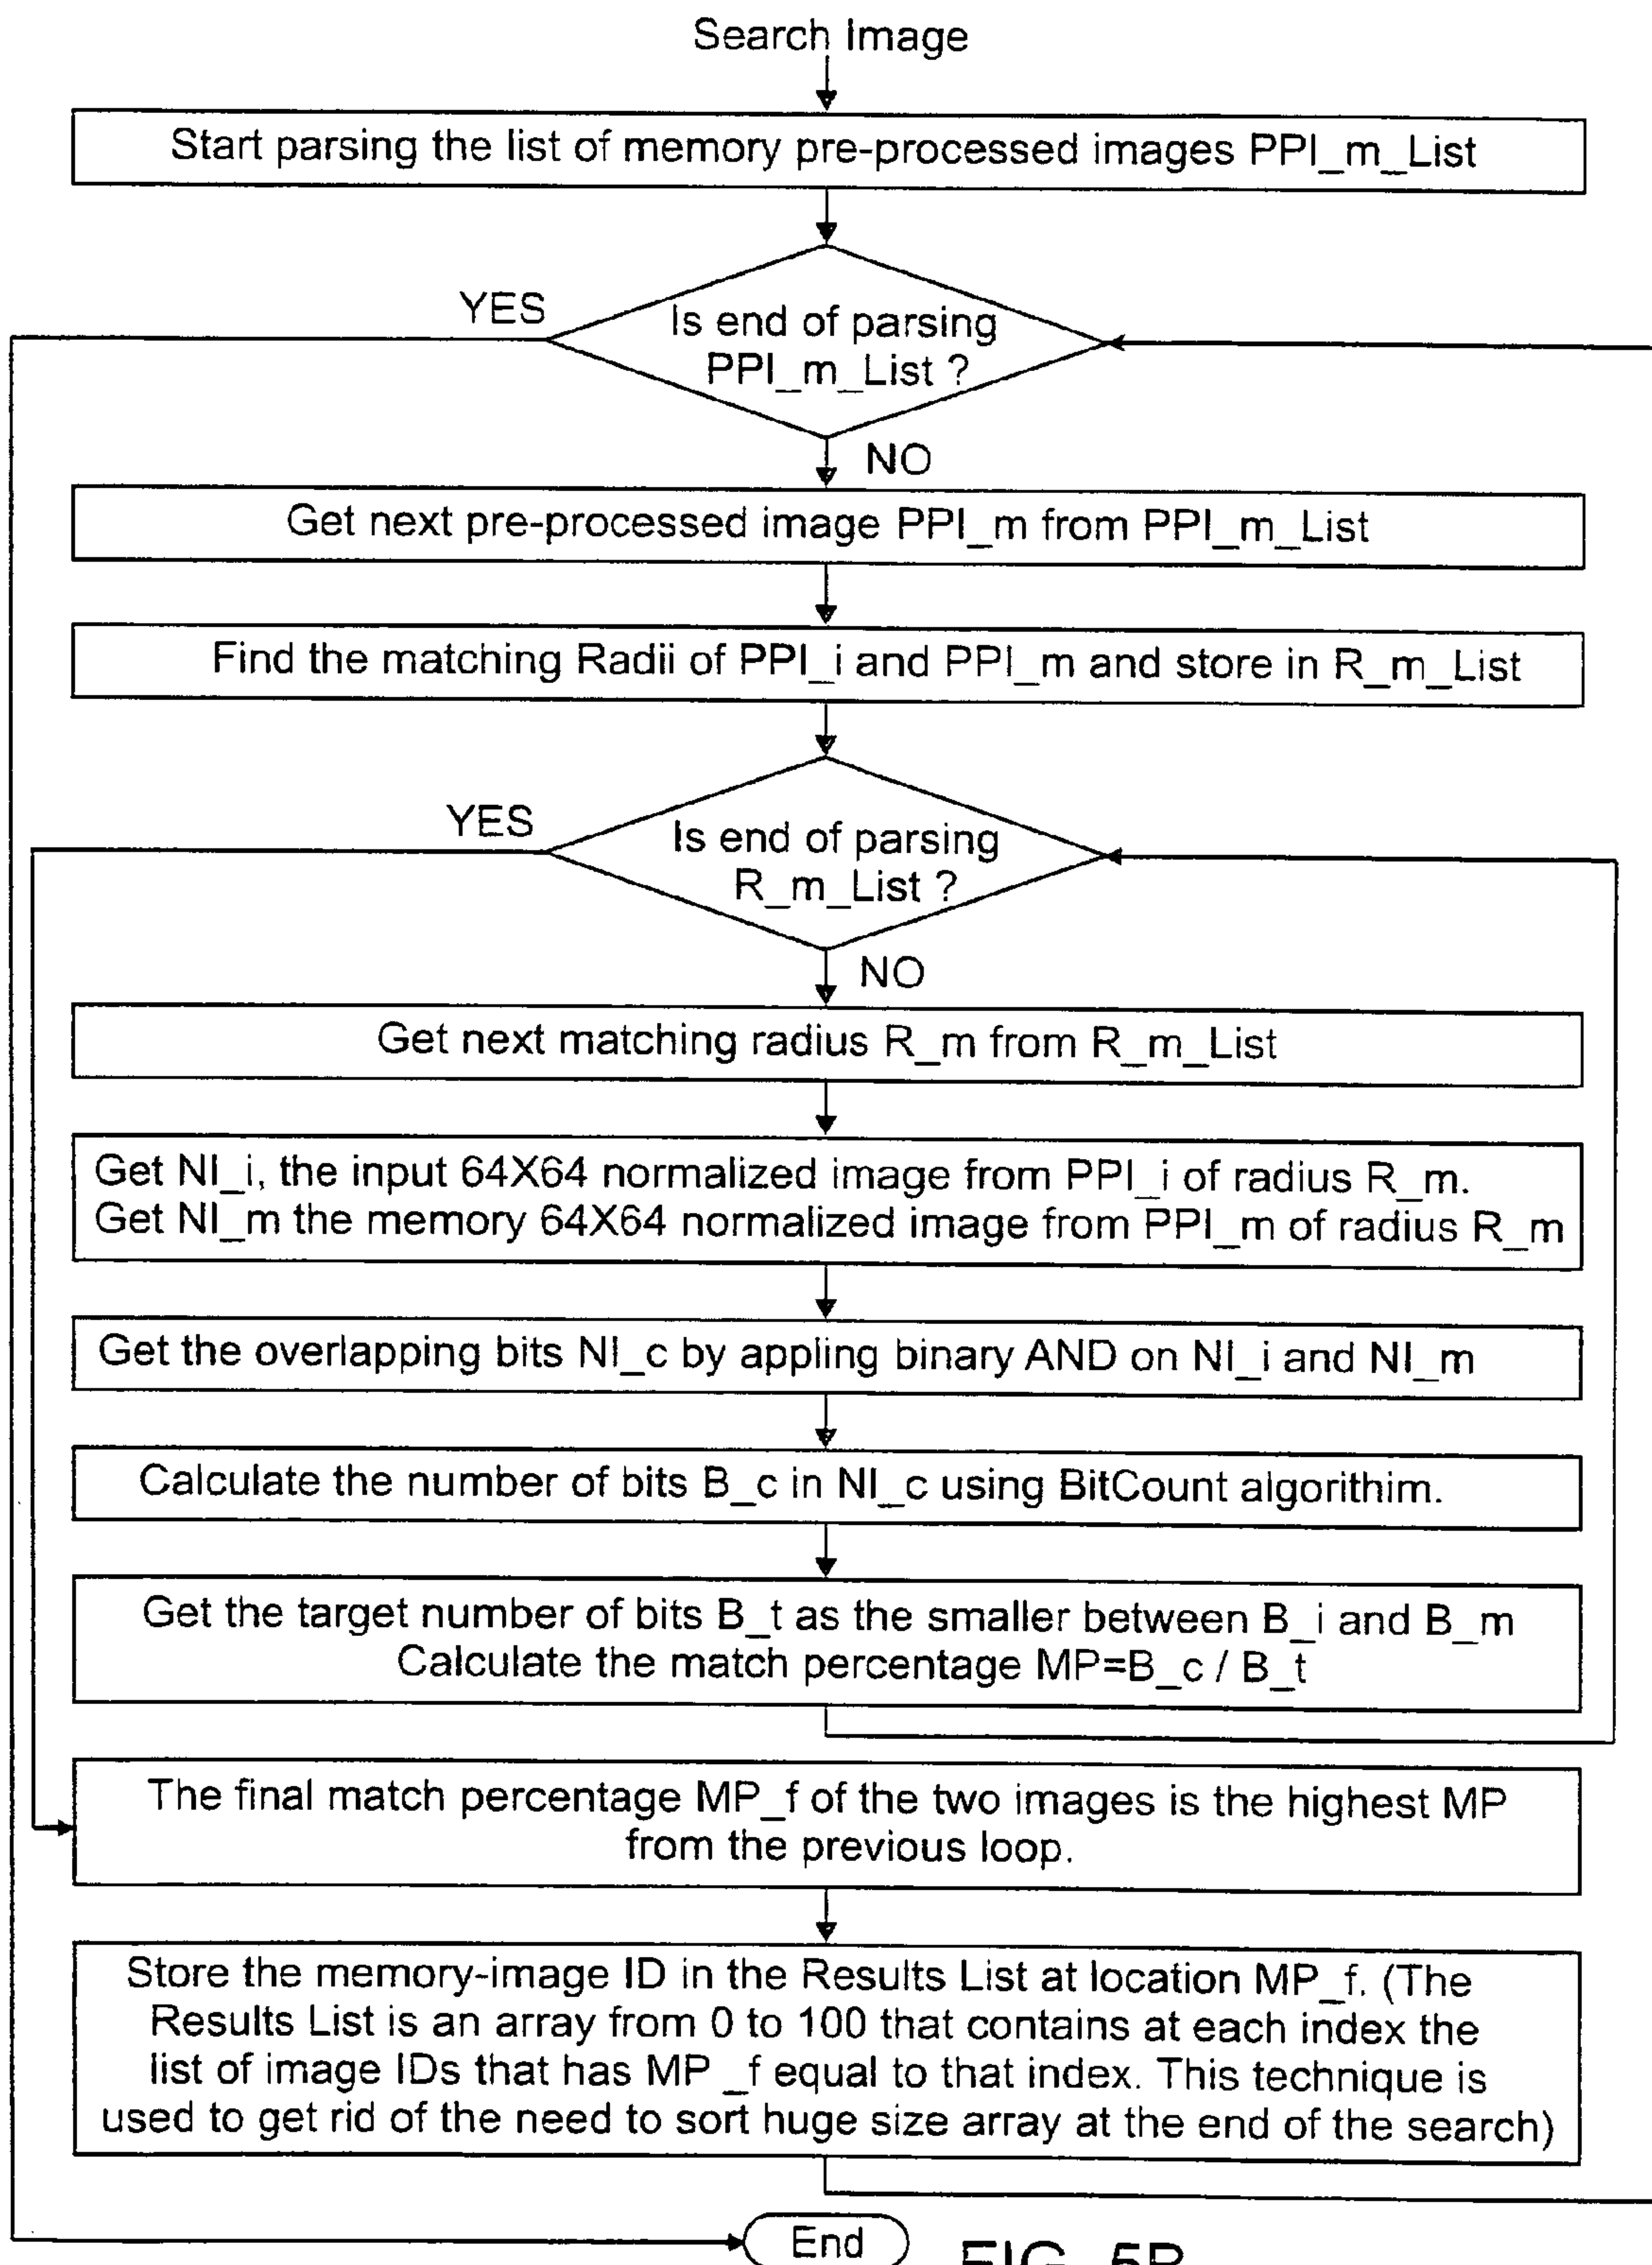 Search Image
Start parsing the list of memory pre-processed images PPI_m_List
YES
Is end of parsing
PPI_m_List ?
NO
Get next pre-processed image PPI_m from PPI_m_List
Find the matching Radii of PPI_i and PPI_m and store in R_m_List
YES
Is end of parsing
R_m_List ?
NO
Get next matching radius R_m from R_m_List
Get NI_i, the input 64X64 normalized image from PPI_i of radius R_m.
Get NI_m the memory 64X64 normalized image from PPI_m of radius R_m
Get the overlapping bits NI_c by appling binary AND on NI_i and NI_m
Calculate the number of bits B_c in NI_c using BitCount algorithim.
Get the target number of bits B_t as the smaller between B_i and B_m
Calculate the match percentage MP=B_c / B_t
The final match percentage MP_f of the two images is the highest MP
from the previous loop.
Store the memory-image ID in the Results List at location MP_f. (The
Results List is an array from 0 to 100 that contains at each index the
list of image IDs that has MP _f equal to that index. This technique is
used to get rid of the need to sort huge size array at the end of the search)
End
FIG. 5B